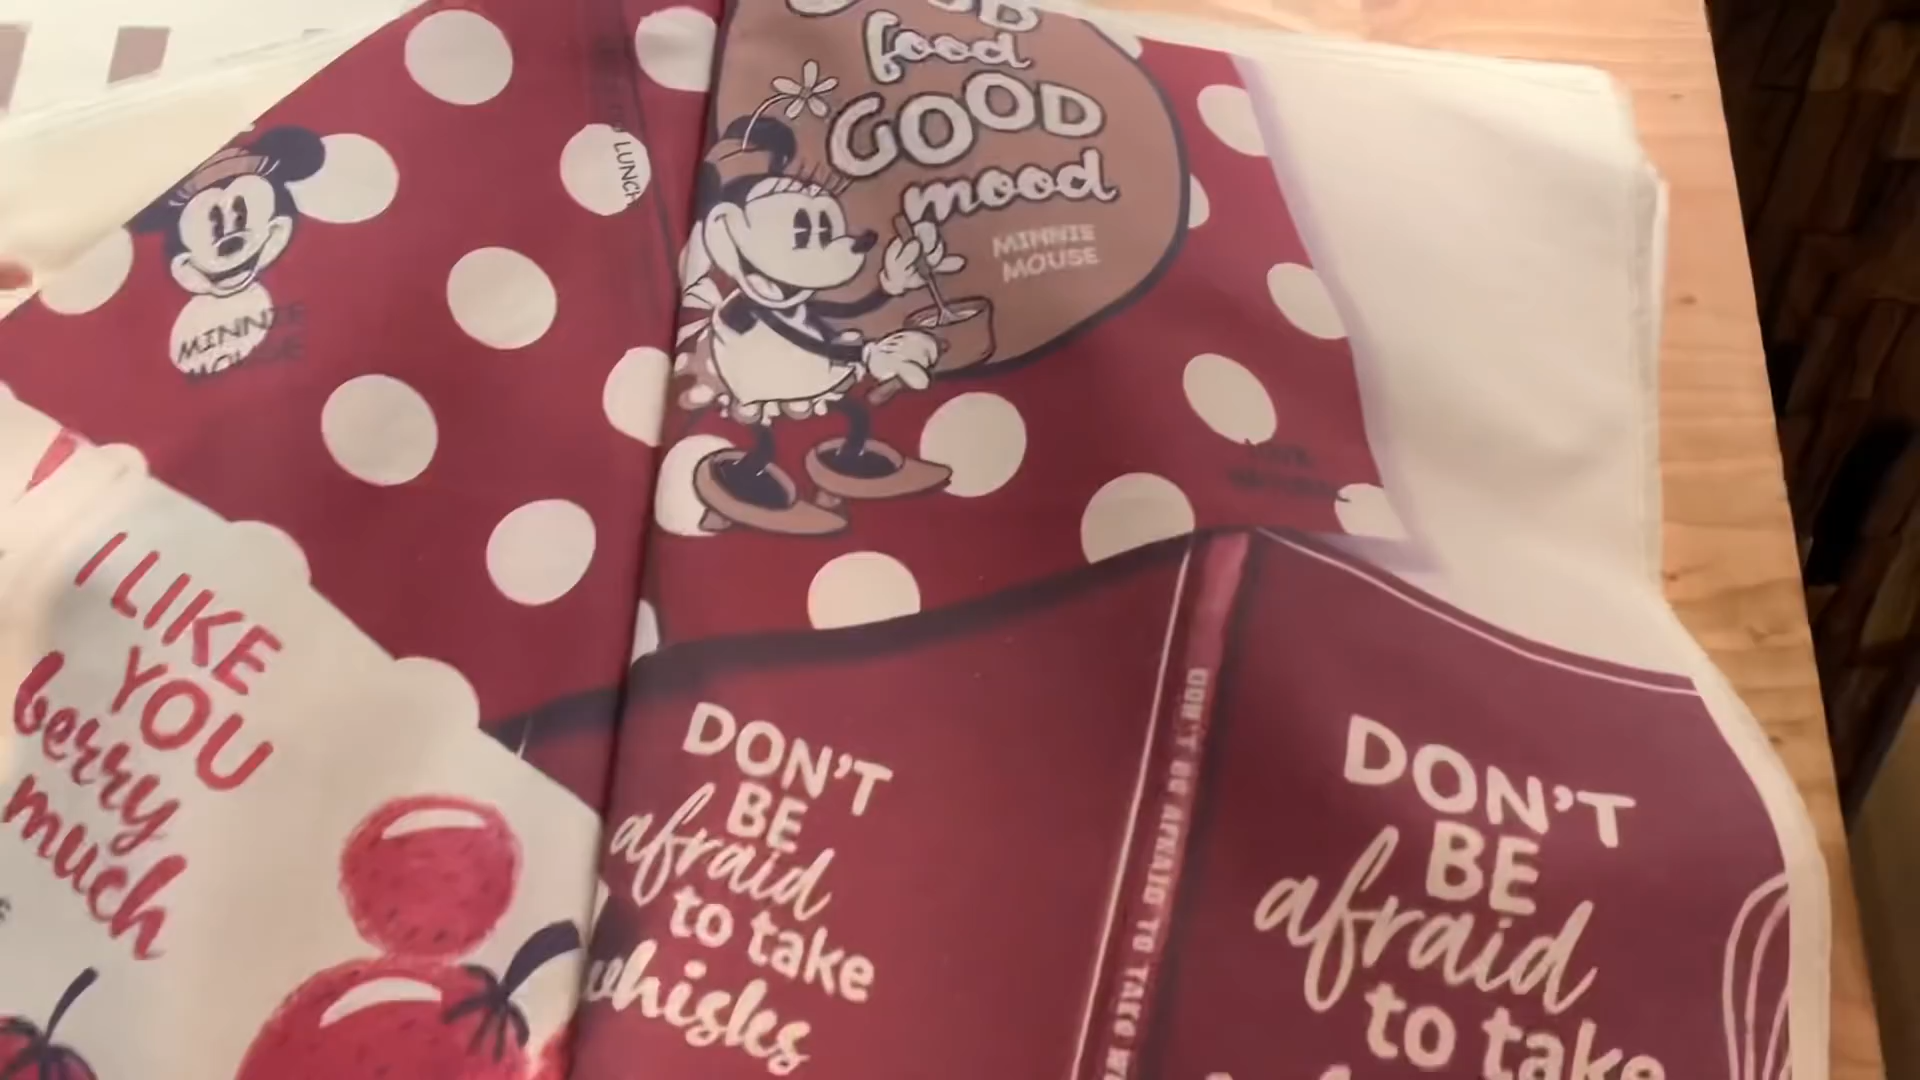 food
GOOD
mood
MINNIE
MOUSE
LUNCH
MINNIE
MOUSE
I LIKE
YOU
berry
much
DON'T
BE
afraid
to take
whisks
DON'T BE AFRAID TO TAKE
DON'T
BE
afraid
to take